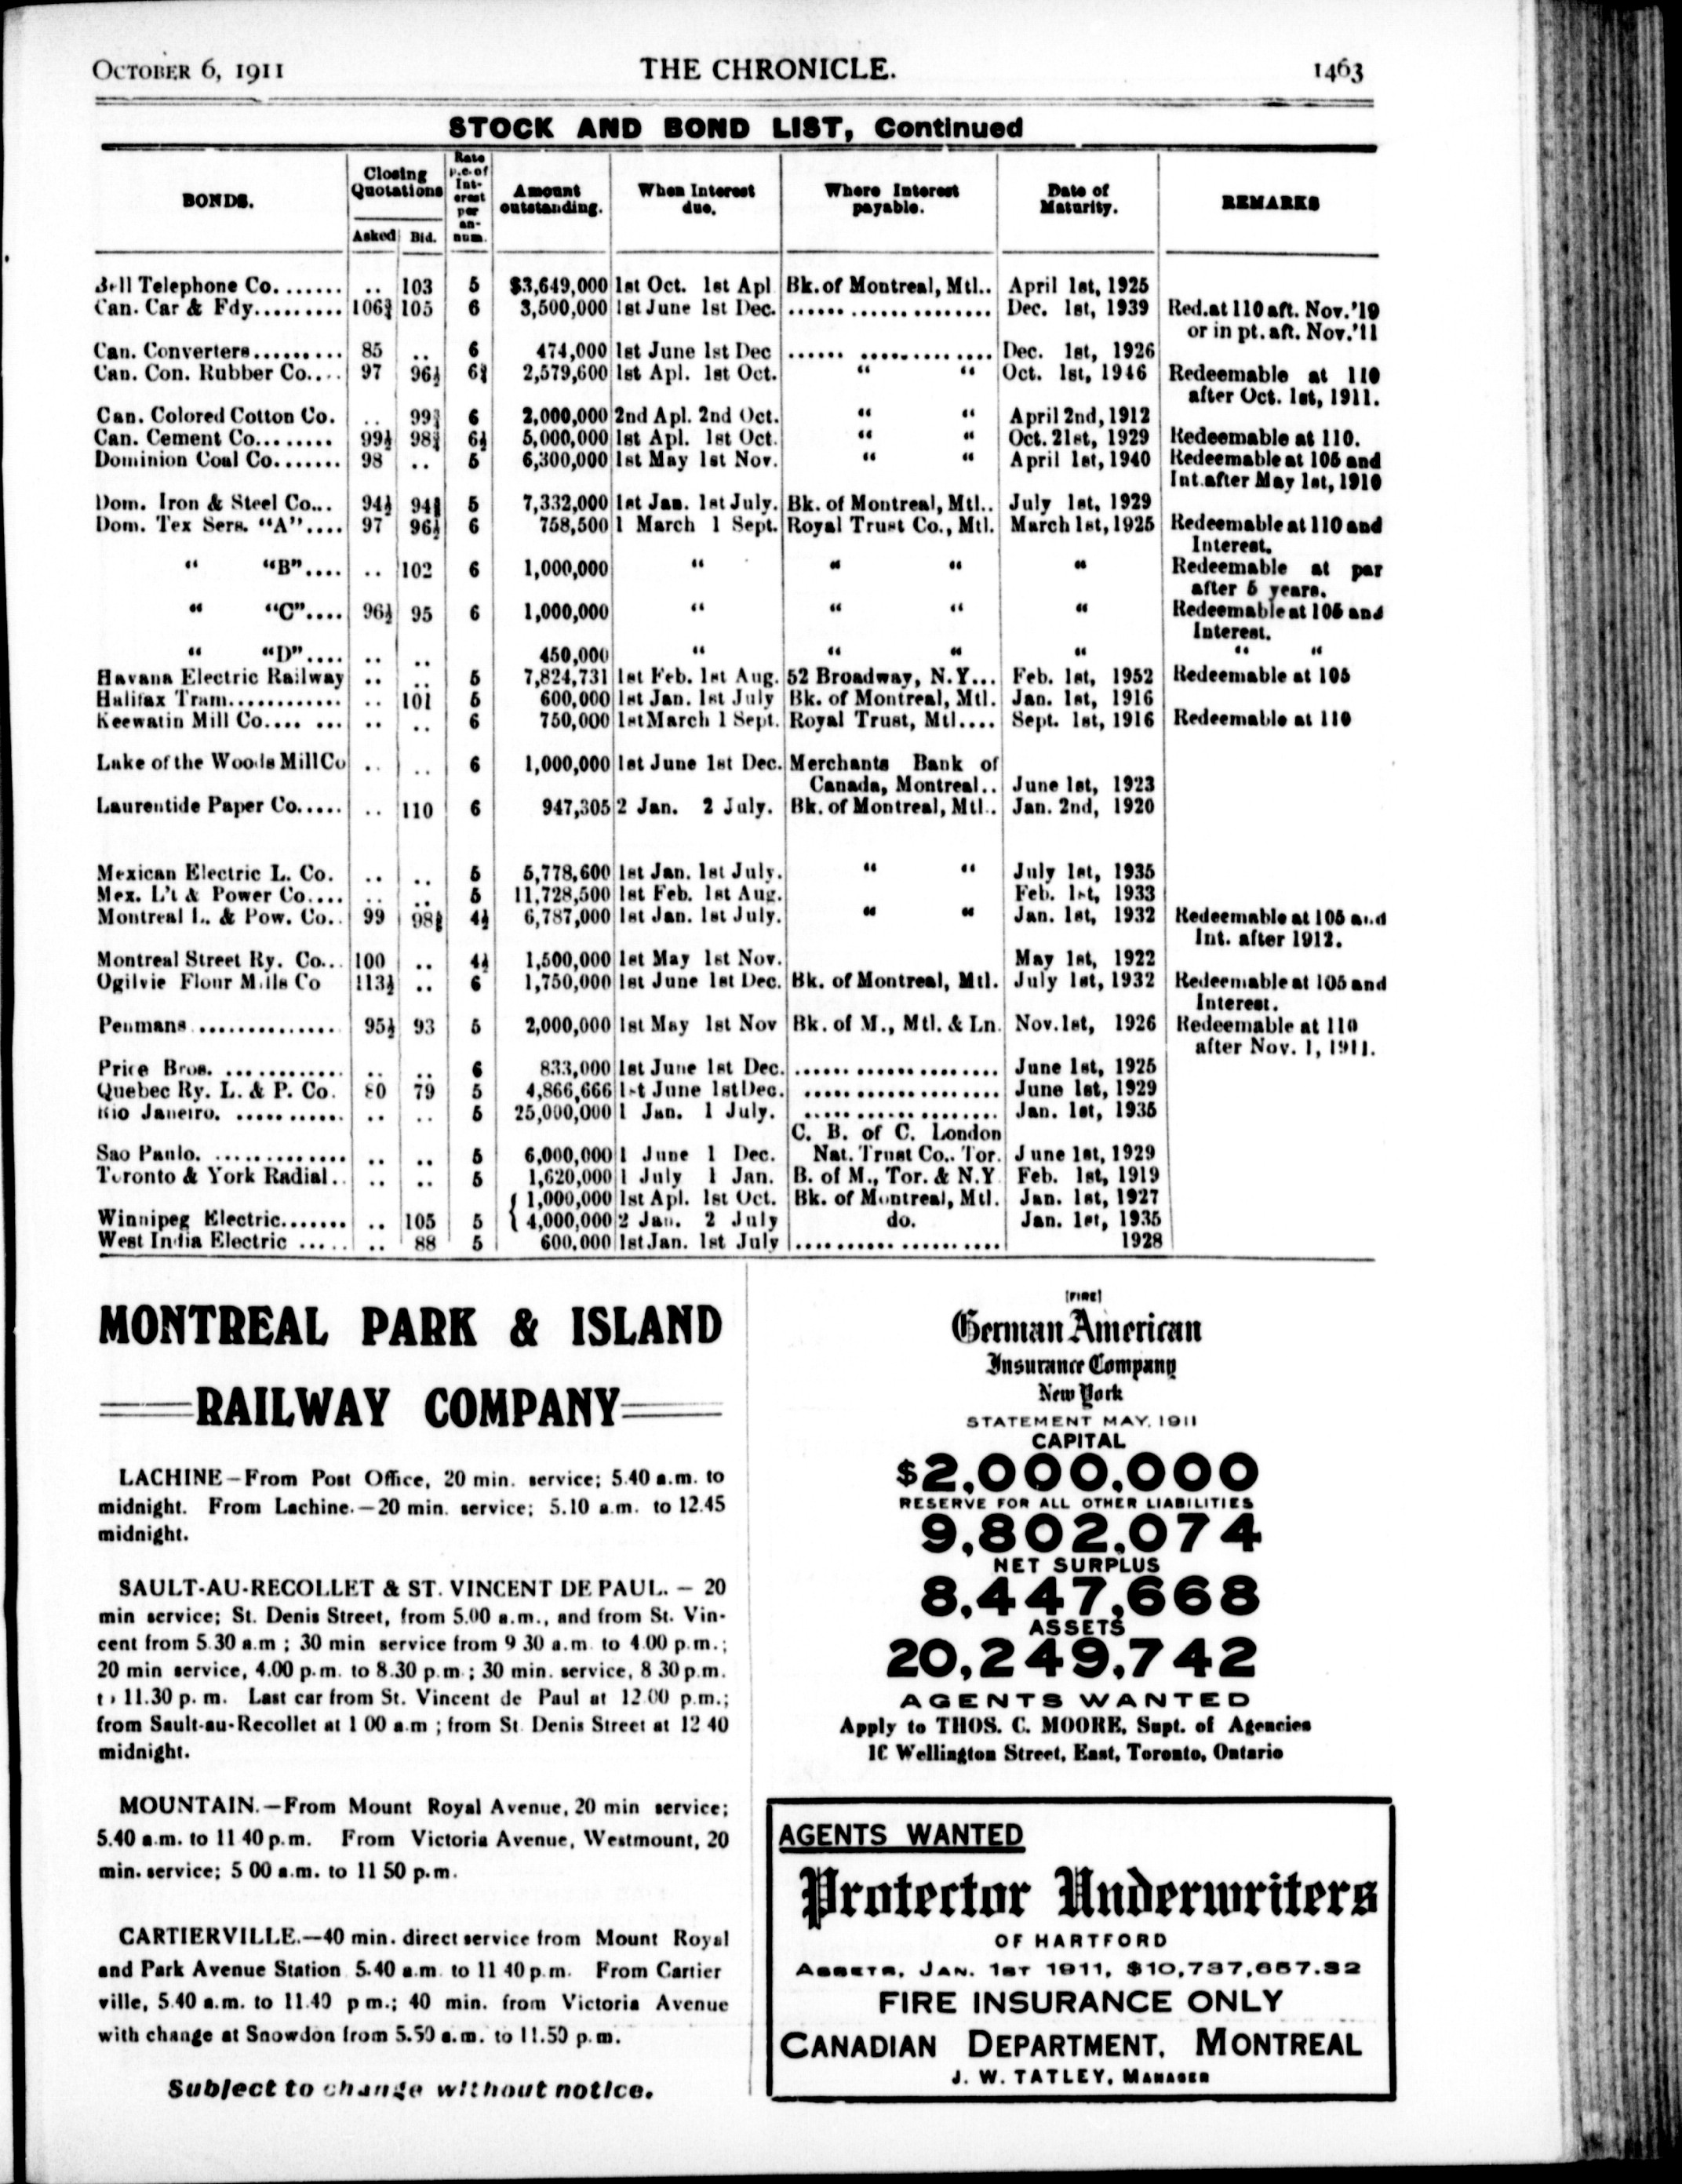 OCTOBER 6, 1911 THE CHRONICLE. 1463
STOCK AND BOND LIST, Continued
BONDS. Closing Quotations Asked Bid. Rate p.c. of Interest per annum. Amount outstanding. When Interest due. Where Interest payable. Date of Maturity. REMARKS
Bell Telephone Co....... .. 103 5 $3,649,000 1st Oct. 1st Apl Bk. of Montreal, Mtl.. April 1st, 1925
Can. Car & Fdy......... 106¾ 105 6 3,500,000 1st June 1st Dec. ...... ............... Dec. 1st, 1939 Red. at 110 aft. Nov.'19
or in pt. aft. Nov.'11
Can. Converters......... 85 .. 6 474,000 1st June 1st Dec ...... ............. Dec. 1st, 1926
Can. Con. Rubber Co.... 97 96½ 6 2,579,600 1st Apl. 1st Oct. “ “ Oct. 1st, 1946 Redeemable at 110
after Oct. 1st, 1911.
Can. Colored Cotton Co. .. 99 6 2,000,000 2nd Apl. 2nd Oct. “ “ April 2nd, 1912
Can. Cement Co........ 99½ 98 6½ 5,000,000 1st Apl. 1st Oct. “ “ Oct. 21st, 1929 Redeemable at 110.
Dominion Coal Co....... 98 .. 5 6,300,000 1st May 1st Nov. “ “ April 1st, 1940 Redeemable at 105 and
Int. after May 1st, 1910
Dom. Iron & Steel Co... 94½ 94 5 7,332,000 1st Jan. 1st July. Bk. of Montreal, Mtl.. July 1st, 1929
Dom. Tex Sers. “A”.... 97 96½ 6 758,500 1 March 1 Sept. Royal Trust Co., Mtl. March 1st, 1925 Redeemable at 110 and
Interest.
“ “B”.... .. 102 6 1,000,000 “ “ “ “ Redeemable at par
after 5 years.
“ “C”.... 96½ 95 6 1,000,000 “ “ “ “ Redeemable at 105 and
Interest.
“ “D”.... .. .. 450,000 “ “ “ “ “ “
Havana Electric Railway .. .. 5 7,824,731 1st Feb. 1st Aug. 52 Broadway, N.Y... Feb. 1st, 1952 Redeemable at 105
Halifax Tram............ .. 101 5 600,000 1st Jan. 1st July Bk. of Montreal, Mtl. Jan. 1st, 1916
Keewatin Mill Co.... ... .. .. 6 750,000 1st March 1 Sept. Royal Trust, Mtl.... Sept. 1st, 1916 Redeemable at 110
Lake of the Woods Mill Co .. .. 6 1,000,000 1st June 1st Dec. Merchants Bank of
Canada, Montreal.. June 1st, 1923
Laurentide Paper Co..... .. 110 6 947,305 2 Jan. 2 July. Bk. of Montreal, Mtl.. Jan. 2nd, 1920
Mexican Electric L. Co. .. .. 5 5,778,600 1st Jan. 1st July. “ “ July 1st, 1935
Mex. L't & Power Co.... .. .. 5 11,728,500 1st Feb. 1st Aug. Feb. 1st, 1933
Montreal L. & Pow. Co.. 99 98 4½ 6,787,000 1st Jan. 1st July. “ “ Jan. 1st, 1932 Redeemable at 105 and
Int. after 1912.
Montreal Street Ry. Co... 100 .. 4½ 1,500,000 1st May 1st Nov. May 1st, 1922
Ogilvie Flour Mills Co 113½ .. 6 1,750,000 1st June 1st Dec. Bk. of Montreal, Mtl. July 1st, 1932 Redeemable at 105 and
Interest.
Penmans .............. 95½ 93 5 2,000,000 1st May 1st Nov Bk. of M., Mtl. & Ln. Nov. 1st, 1926 Redeemable at 110
after Nov. 1, 1911.
Price Bros. ............ .. .. 6 833,000 1st June 1st Dec. ...................... June 1st, 1925
Quebec Ry. L. & P. Co. 80 79 5 4,866,666 1st June 1st Dec. .................... June 1st, 1929
Rio Janeiro. ........... .. .. 5 25,000,000 1 Jan. 1 July. .................... Jan. 1st, 1935
C. B. of C. London
Sao Paulo. ............. .. .. 5 6,000,000 1 June 1 Dec. Nat. Trust Co.. Tor. June 1st, 1929
Toronto & York Radial.. .. .. 5 1,620,000 1 July 1 Jan. B. of M., Tor. & N.Y Feb. 1st, 1919
1,000,000 1st Apl. 1st Oct. Bk. of Montreal, Mtl. Jan. 1st, 1927
Winnipeg Electric....... .. 105 5 4,000,000 2 Jan. 2 July do. Jan. 1st, 1935
West India Electric ..... .. 88 5 600,000 1st Jan. 1st July ..................... 1928
MONTREAL PARK & ISLAND
RAILWAY COMPANY
LACHINE—From Post Office, 20 min. service; 5.40 a.m. to
midnight. From Lachine.—20 min. service; 5.10 a.m. to 12.45
midnight.
SAULT-AU-RECOLLET & ST. VINCENT DE PAUL. — 20
min service; St. Denis Street, from 5.00 a.m., and from St. Vin-
cent from 5.30 a.m ; 30 min service from 9 30 a.m. to 4.00 p.m.;
20 min service, 4.00 p.m. to 8.30 p.m ; 30 min. service, 8 30 p.m.
to 11.30 p. m. Last car from St. Vincent de Paul at 12.00 p.m.;
from Sault-au-Recollet at 1 00 a.m ; from St. Denis Street at 12 40
midnight.
MOUNTAIN.—From Mount Royal Avenue, 20 min service;
5.40 a.m. to 11 40 p.m. From Victoria Avenue, Westmount, 20
min. service; 5 00 a.m. to 11 50 p.m.
CARTIERVILLE.—40 min. direct service from Mount Royal
and Park Avenue Station 5.40 a.m. to 11 40 p.m. From Cartier
ville, 5.40 a.m. to 11.40 p m.; 40 min. from Victoria Avenue
with change at Snowdon from 5.50 a.m. to 11.50 p.m.
Subject to change without notice.
[FIRE]
German American
Insurance Company
New York
STATEMENT MAY, 1911
CAPITAL
$2,000,000
RESERVE FOR ALL OTHER LIABILITIES
9,802,074
NET SURPLUS
8,447,668
ASSETS
20,249,742
AGENTS WANTED
Apply to THOS. C. MOORE, Supt. of Agencies
Wellington Street, East, Toronto, Ontario
AGENTS WANTED
Protector Underwriters
OF HARTFORD
ASSETS, JAN. 1ST 1911, $10,737,657.32
FIRE INSURANCE ONLY
CANADIAN DEPARTMENT, MONTREAL
J. W. TATLEY, MANAGER